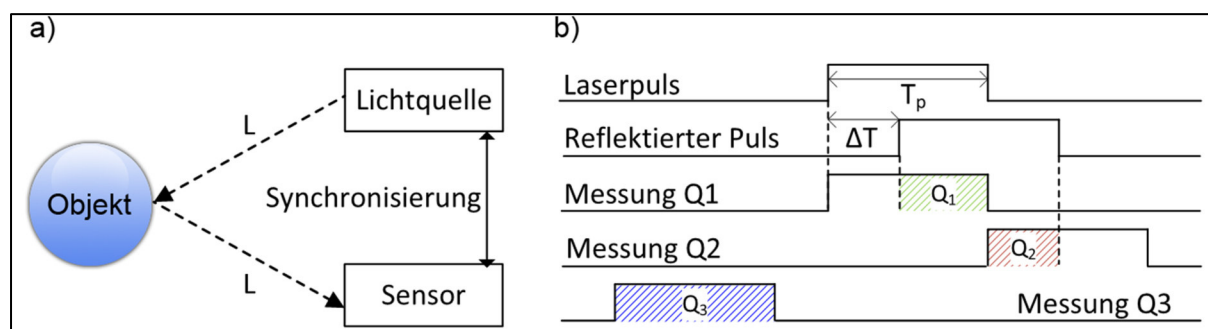 a)
Lichtquelle
L
Objekt
Synchronisierung
L
Sensor
b)
Laserpuls
Tp
Reflektierter Puls
ΔT
Messung Q1
Q1
Messung Q2
Q2
Q3
Messung Q3